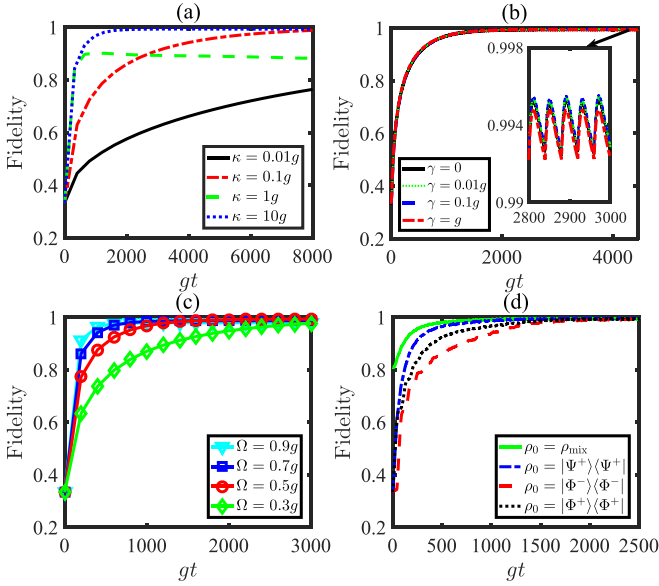 (a)
Fidelity
1
0.8
0.6
0.4
0.2
κ = 0.01g
κ = 0.1g
κ = 1g
κ = 10g
0 2000 4000 6000 8000
gt
(b)
Fidelity
1
0.8
0.6
0.4
0.2
0.998
0.994
0.99
2800 2900 3000
γ = 0
γ = 0.01g
γ = 0.1g
γ = g
0 2000 4000
gt
(c)
Fidelity
1
0.8
0.6
0.4
0.2
Ω = 0.9g
Ω = 0.7g
Ω = 0.5g
Ω = 0.3g
0 1000 2000 3000
gt
(d)
Fidelity
1
0.8
0.6
0.4
0.2
ρ₀ = ρmix
ρ₀ = |Ψ⁺⟩⟨Ψ⁺|
ρ₀ = |Φ⁻⟩⟨Φ⁻|
ρ₀ = |Φ⁺⟩⟨Φ⁺|
0 500 1000 1500 2000 2500
gt